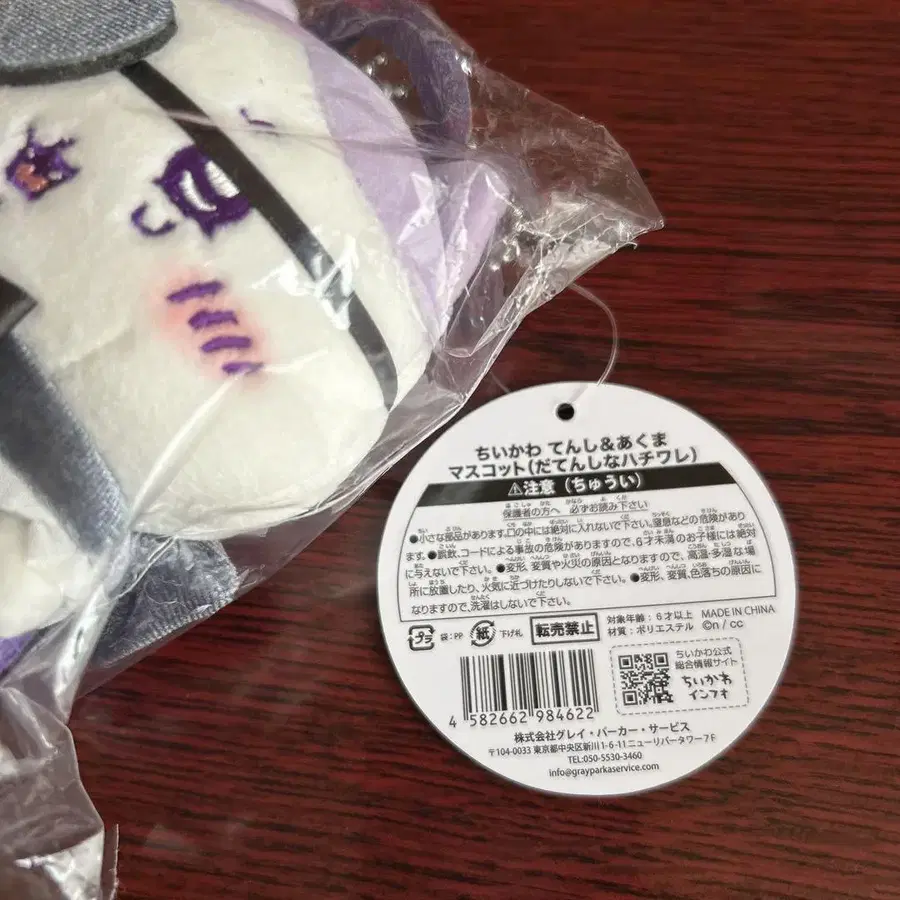 ちいかわ てんし&あくま
マスコット(だてんしなハチワレ)
⚠注意(ちゅうい)
保護者の方へ 必ずお読み下さい
●小さな部品があります。口の中には絶対に入れないで下さい。窒息などの危険があり
ます。●誤飲、コードによる事故の危険がありますので、6才未満のお子様には絶対
に与えないで下さい。●変形、変質や火災の原因となりますので、高温・多湿な場
所に放置したり、火気に近づけたりしないで下さい。●変形、変質、色落ちの原因に
なりますので、洗濯はしないで下さい。
プラ 袋:PP 紙 下げ札 転売禁止 対象年齢:6才以上 MADE IN CHINA
材質:ポリエステル ©n / cc
4 582662 984622
ちいかわ公式
総合情報サイト
ちいかわ
インフォ
株式会社グレイ・パーカー・サービス
〒104-0033 東京都中央区新川1-6-11 ニューリバータワー7F
TEL:050-5530-3460
info@grayparkaservice.com